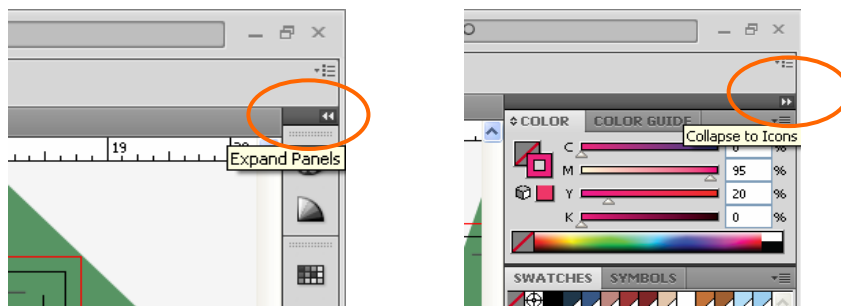 19
Expand Panels
COLOR COLOR GUIDE
Collapse to Icons
C %
M 95 %
Y 20 %
K 0 %
SWATCHES SYMBOLS